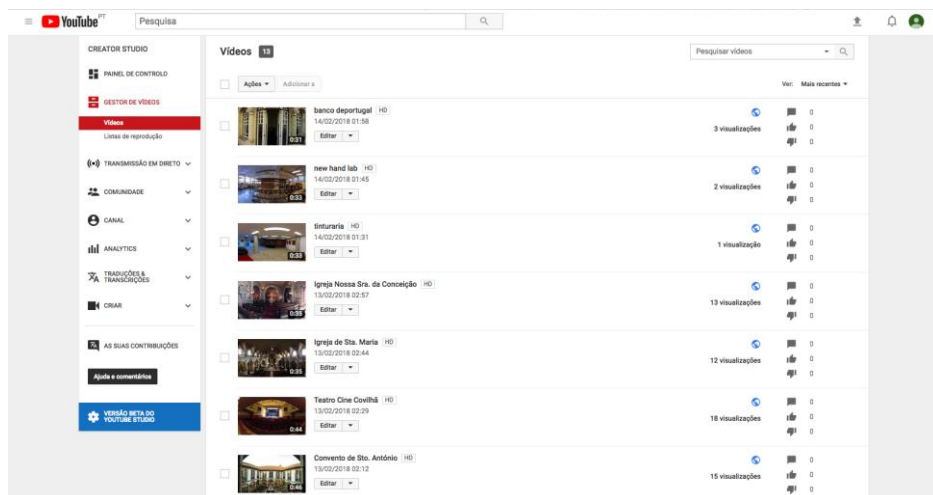 YouTube PT
Pesquisa
CREATOR STUDIO
PAINEL DE CONTROLO
GESTOR DE VÍDEOS
Vídeos
Listas de reprodução
TRANSMISSÃO EM DIRETO
COMUNIDADE
CANAL
ANALYTICS
TRADUÇÕES &
TRANSCRIÇÕES
CRIAR
AS SUAS CONTRIBUIÇÕES
Ajuda e comentários
VERSÃO BETA DO
YOUTUBE STUDIO
Vídeos 13
Pesquisar vídeos
Ações Adicionar a
Ver: Mais recentes
banco deportugal HD
14/02/2018 01:58
Editar
0:31
3 visualizações
0
0
0
new hand lab HD
14/02/2018 01:45
Editar
0:33
2 visualizações
0
0
0
tinturaria HD
14/02/2018 01:31
Editar
0:33
1 visualização
0
0
0
Igreja Nossa Sra. da Conceição HD
13/02/2018 02:57
Editar
0:35
13 visualizações
0
0
0
Igreja de Sta. Maria HD
13/02/2018 02:44
Editar
0:35
12 visualizações
0
0
0
Teatro Cine Covilhã HD
13/02/2018 02:29
Editar
0:44
18 visualizações
0
0
0
Convento de Sto. António HD
13/02/2018 02:12
Editar
0:46
15 visualizações
0
0
0